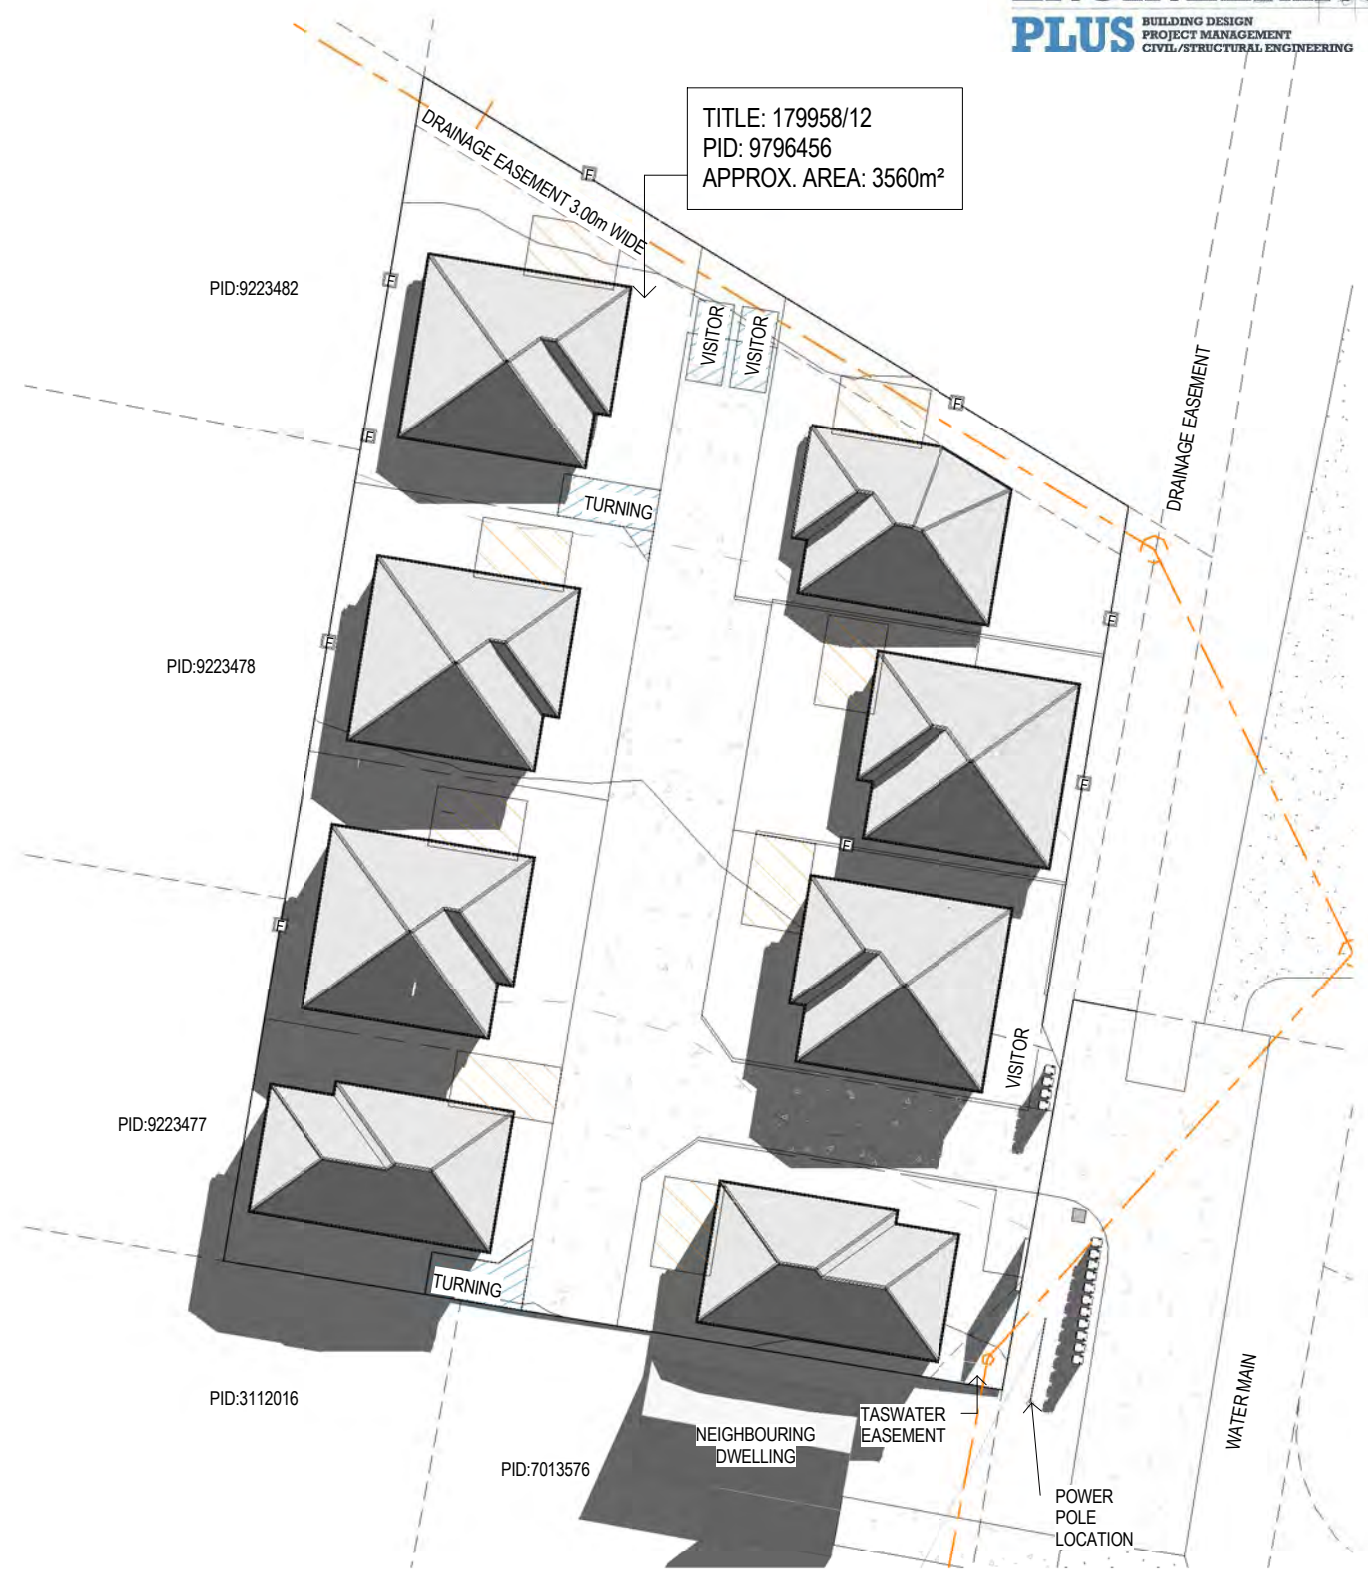 PLUS
BUILDING DESIGN
PROJECT MANAGEMENT
CIVIL/STRUCTURAL ENGINEERING
TITLE: 179958/12
PID: 9796456
APPROX. AREA: 3560m²
DRAINAGE EASEMENT 3.00m WIDE
E
PID:9223482
E
VISITOR
VISITOR
DRAINAGE EASEMENT
E
E
TURNING
E
E
PID:9223478
E
E
E
PID:9223477
VISITOR
TURNING
PID:3112016
NEIGHBOURING
DWELLING
TASWATER
EASEMENT
WATER MAIN
PID:7013576
POWER
POLE
LOCATION